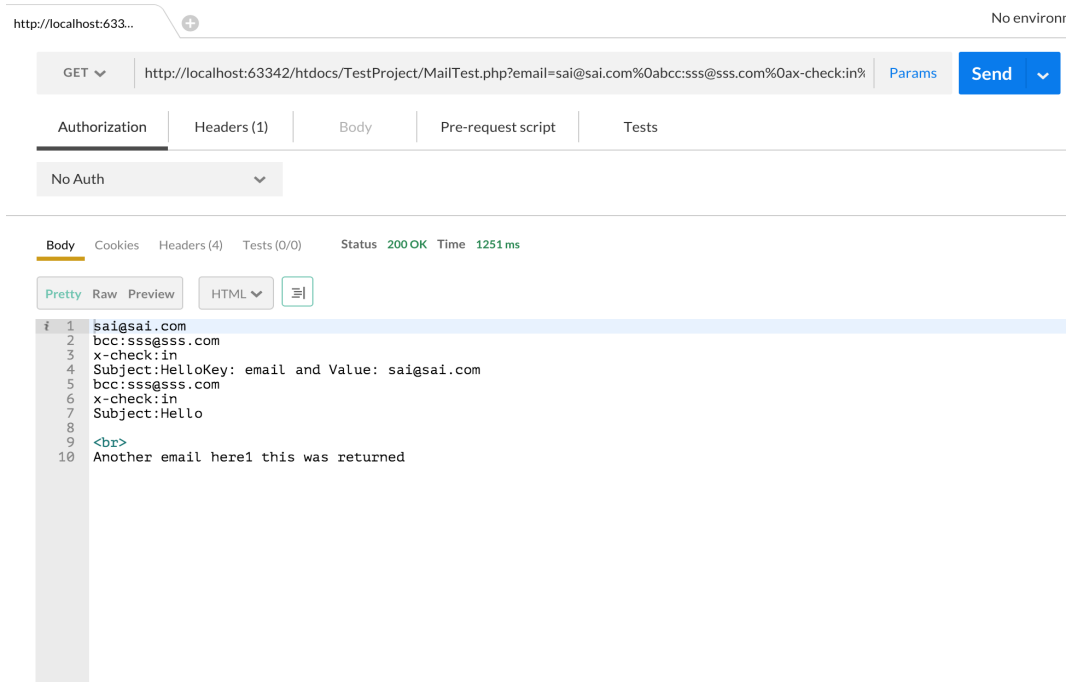 http://localhost:633...
No environ
GET http://localhost:63342/htdocs/TestProject/MailTest.php?email=sai@sai.com%0abcc:sss@sss.com%0ax-check:in% Params Send
Authorization Headers (1) Body Pre-request script Tests
No Auth
Body Cookies Headers (4) Tests (0/0) Status 200 OK Time 1251 ms
Pretty Raw Preview HTML
i 1 sai@sai.com
2 bcc:sss@sss.com
3 x-check:in
4 Subject:HelloKey: email and Value: sai@sai.com
5 bcc:sss@sss.com
6 x-check:in
7 Subject:Hello
8
9 <br>
10 Another email here1 this was returned